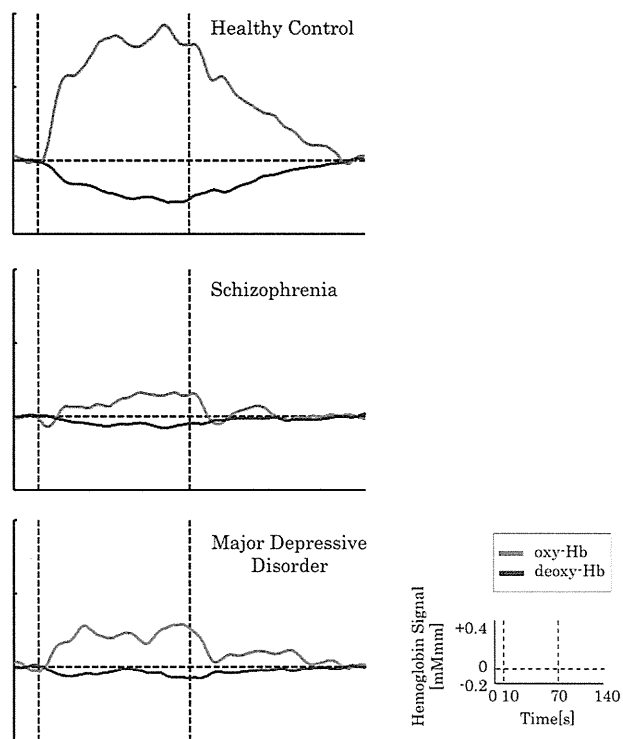 Healthy Control
Schizophrenia
Major Depressive
Disorder
oxy-Hb
deoxy-Hb
Hemoglobin Signal
[mMmm]
+0.4
0
-0.2
0 10 70 140
Time[s]